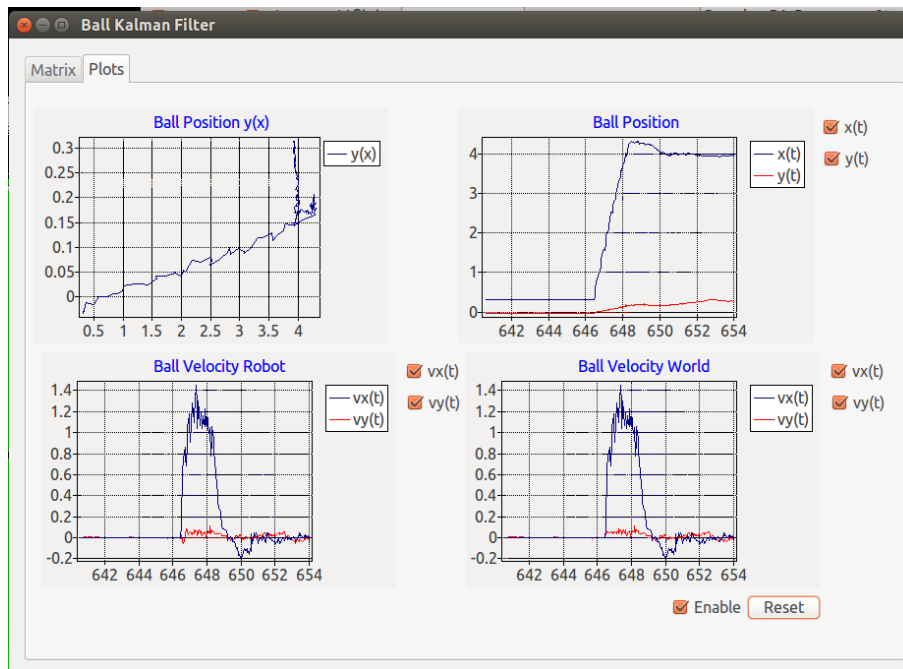 Ball Kalman Filter
Matrix
Plots
Ball Position y(x)
0.3
0.25
0.2
0.15
0.1
0.05
0
0.5 1 1.5 2 2.5 3 3.5 4
y(x)
Ball Position
4
3
2
1
0
642 644 646 648 650 652 654
x(t)
y(t)
x(t)
y(t)
Ball Velocity Robot
1.4
1.2
1
0.8
0.6
0.4
0.2
0
-0.2
642 644 646 648 650 652 654
vx(t)
vy(t)
vx(t)
vy(t)
Ball Velocity World
1.4
1.2
1
0.8
0.6
0.4
0.2
0
-0.2
642 644 646 648 650 652 654
vx(t)
vy(t)
vx(t)
vy(t)
Enable
Reset